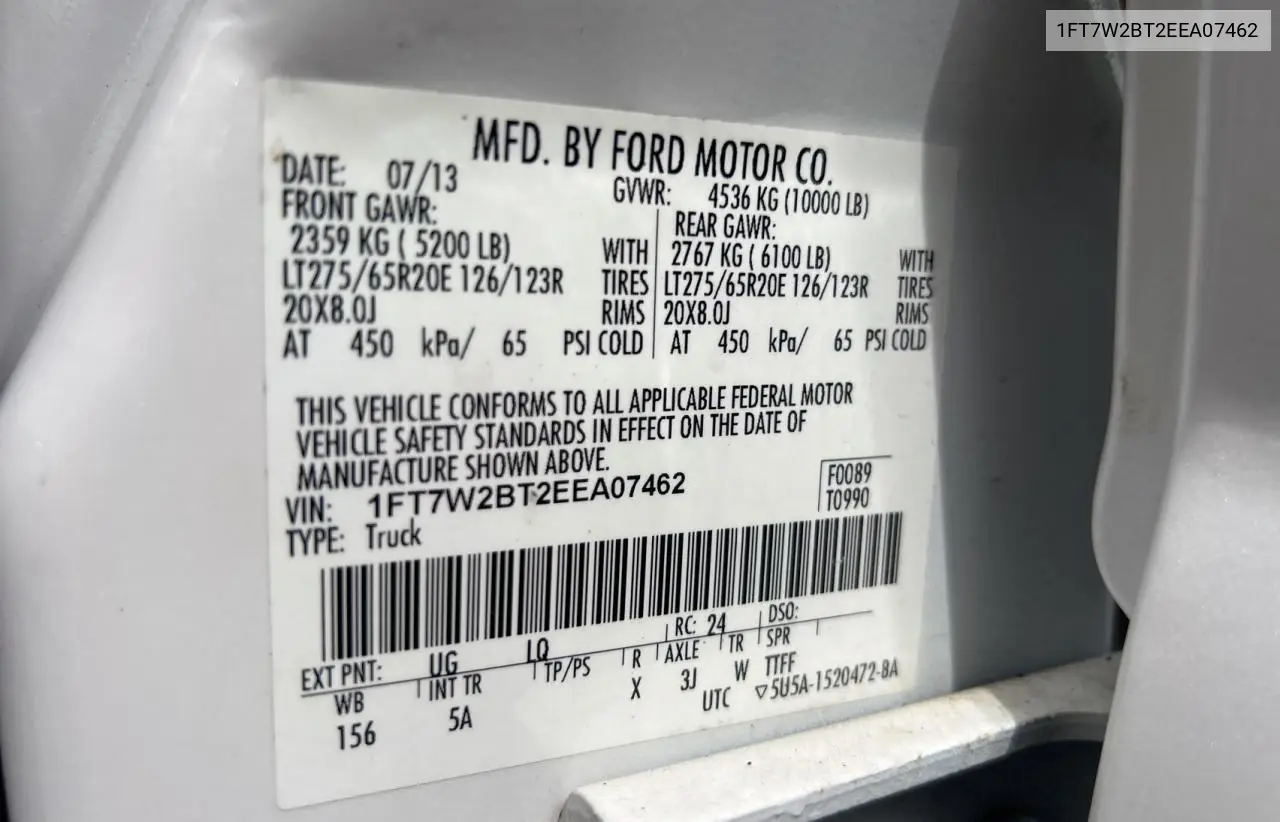 1FT7W2BT2EEA07462
MFD. BY FORD MOTOR CO.
DATE: 07/13 GVWR: 4536 KG (10000 LB)
FRONT GAWR: REAR GAWR:
2359 KG ( 5200 LB) WITH 2767 KG ( 6100 LB) WITH
LT275/65R20E 126/123R TIRES LT275/65R20E 126/123R TIRES
20X8.0J RIMS 20X8.0J RIMS
AT 450 kPa/ 65 PSI COLD AT 450 kPa/ 65 PSI COLD
THIS VEHICLE CONFORMS TO ALL APPLICABLE FEDERAL MOTOR
VEHICLE SAFETY STANDARDS IN EFFECT ON THE DATE OF
MANUFACTURE SHOWN ABOVE.
VIN: 1FT7W2BT2EEA07462 F0089
TYPE: Truck T0990
EXT PNT: UG LQ RC: 24 DSO:
WB INT TR TP/PS R AXLE TR SPR
156 5A X 3J W TTFF
UTC ▽5U5A-1520472-BA